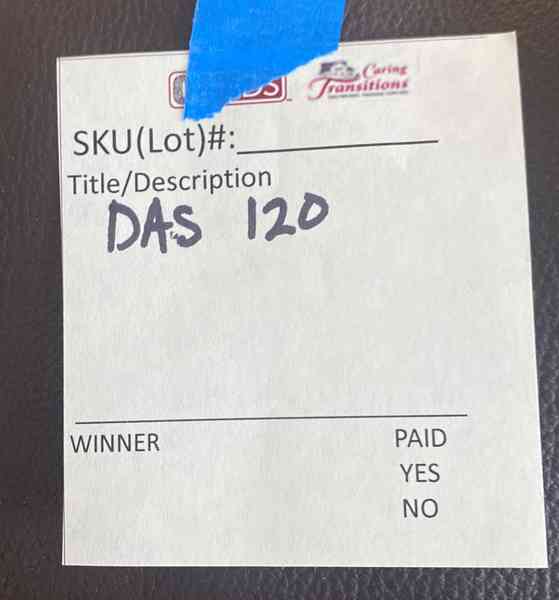 Caring
Transitions
SKU(Lot)#:
Title/Description
DAS 120
WINNER PAID
YES
NO